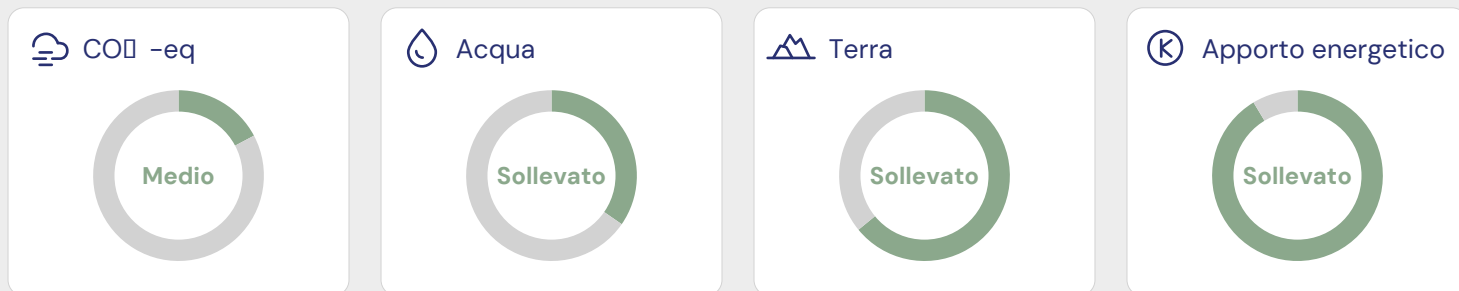 CO▯ -eq
Acqua
Terra
Apporto energetico
Medio
Sollevato
Sollevato
Sollevato